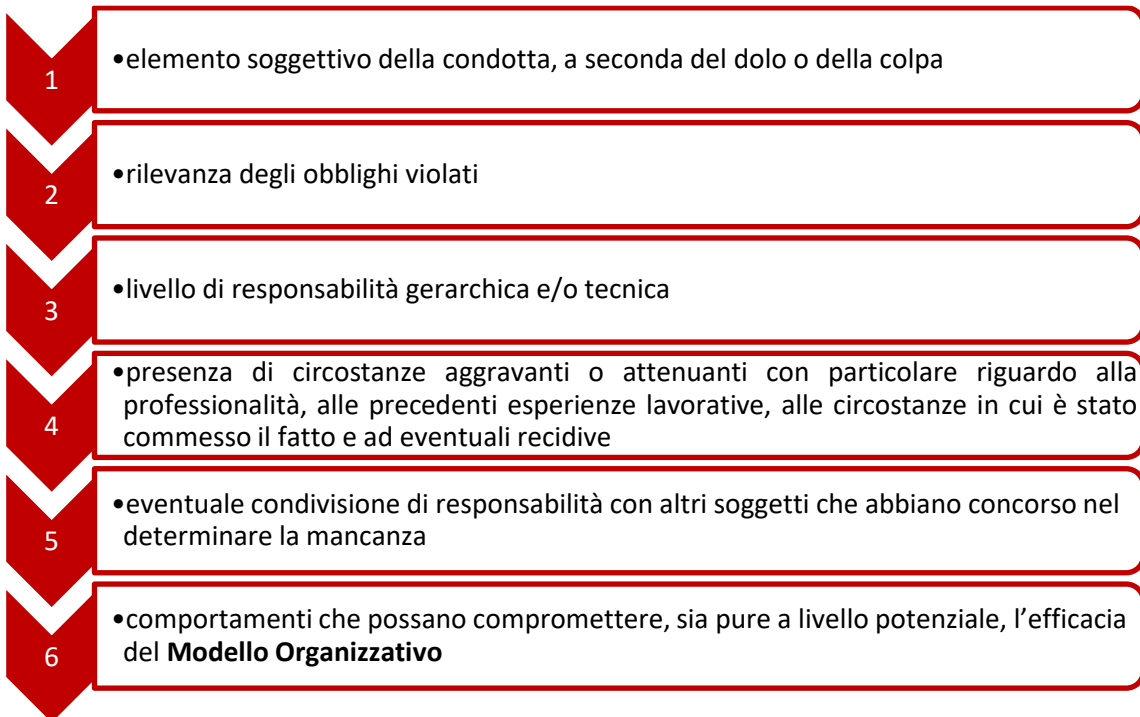 1
•elemento soggettivo della condotta, a seconda del dolo o della colpa
2
•rilevanza degli obblighi violati
3
•livello di responsabilità gerarchica e/o tecnica
4
•presenza di circostanze aggravanti o attenuanti con particolare riguardo alla
professionalità, alle precedenti esperienze lavorative, alle circostanze in cui è stato
commesso il fatto e ad eventuali recidive
5
•eventuale condivisione di responsabilità con altri soggetti che abbiano concorso nel
determinare la mancanza
6
•comportamenti che possano compromettere, sia pure a livello potenziale, l’efficacia
del Modello Organizzativo